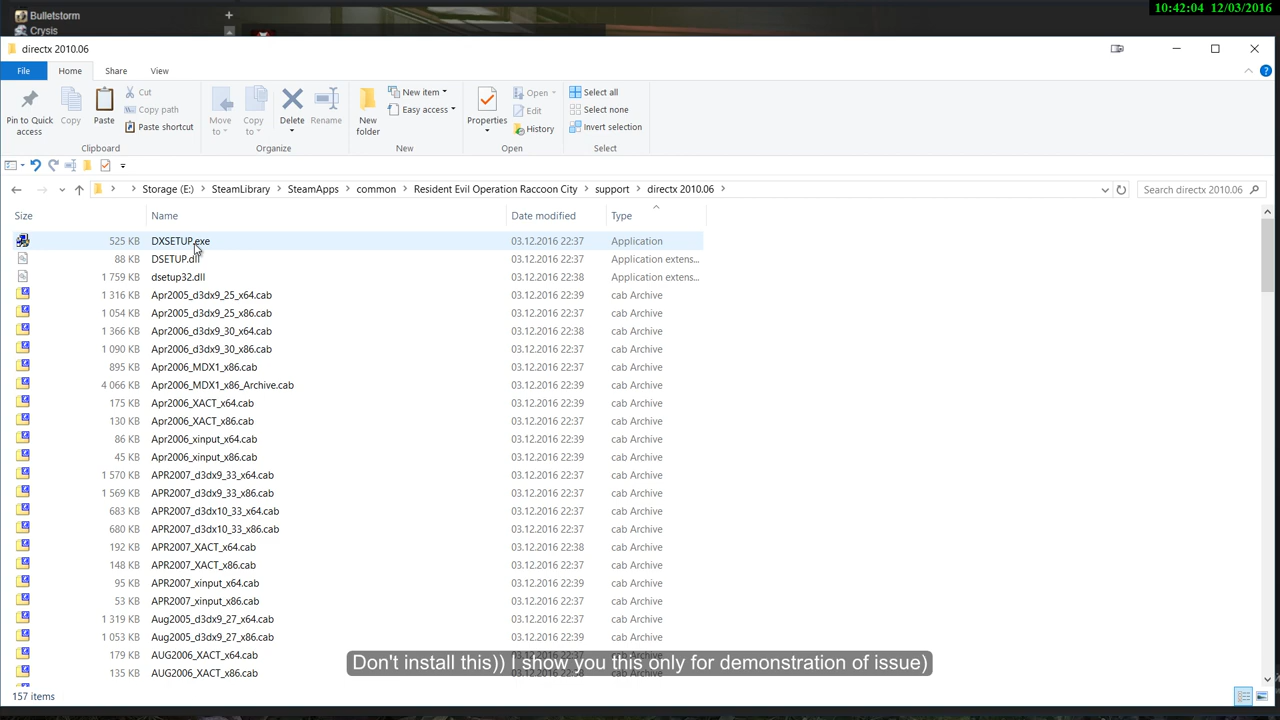 Bulletstorm +
10:42:04 12/03/2016
Crysis
directx 2010.06
File Home Share View
Pin to Quick access
Copy
Paste
Cut
Copy path
Paste shortcut
Move to
Copy to
Delete
Rename
New folder
New item
Easy access
Properties
Open
Edit
History
Select all
Select none
Invert selection
Clipboard Organize New Open Select
Storage (E:) SteamLibrary SteamApps common Resident Evil Operation Raccoon City support directx 2010.06
Search directx 2010.06
Size Name Date modified Type
525 KB DXSETUP.exe 03.12.2016 22:37 Application
88 KB DSETUP.dll 03.12.2016 22:37 Application extens...
1 759 KB dsetup32.dll 03.12.2016 22:38 Application extens...
1 316 KB Apr2005_d3dx9_25_x64.cab 03.12.2016 22:39 cab Archive
1 054 KB Apr2005_d3dx9_25_x86.cab 03.12.2016 22:37 cab Archive
1 366 KB Apr2006_d3dx9_30_x64.cab 03.12.2016 22:38 cab Archive
1 090 KB Apr2006_d3dx9_30_x86.cab 03.12.2016 22:37 cab Archive
895 KB Apr2006_MDX1_x86.cab 03.12.2016 22:37 cab Archive
4 066 KB Apr2006_MDX1_x86_Archive.cab 03.12.2016 22:39 cab Archive
175 KB Apr2006_XACT_x64.cab 03.12.2016 22:39 cab Archive
130 KB Apr2006_XACT_x86.cab 03.12.2016 22:37 cab Archive
86 KB Apr2006_xinput_x64.cab 03.12.2016 22:39 cab Archive
45 KB Apr2006_xinput_x86.cab 03.12.2016 22:39 cab Archive
1 570 KB APR2007_d3dx9_33_x64.cab 03.12.2016 22:37 cab Archive
1 569 KB APR2007_d3dx9_33_x86.cab 03.12.2016 22:37 cab Archive
683 KB APR2007_d3dx10_33_x64.cab 03.12.2016 22:37 cab Archive
680 KB APR2007_d3dx10_33_x86.cab 03.12.2016 22:37 cab Archive
192 KB APR2007_XACT_x64.cab 03.12.2016 22:38 cab Archive
148 KB APR2007_XACT_x86.cab 03.12.2016 22:37 cab Archive
95 KB APR2007_xinput_x64.cab 03.12.2016 22:39 cab Archive
53 KB APR2007_xinput_x86.cab 03.12.2016 22:37 cab Archive
1 319 KB Aug2005_d3dx9_27_x64.cab 03.12.2016 22:37 cab Archive
1 053 KB Aug2005_d3dx9_27_x86.cab 03.12.2016 22:39 cab Archive
179 KB AUG2006_XACT_x64.cab cab Archive
Don't install this)) I show you this only for demonstration of issue)
135 KB AUG2006_XACT_x86.cab cab Archive
157 items